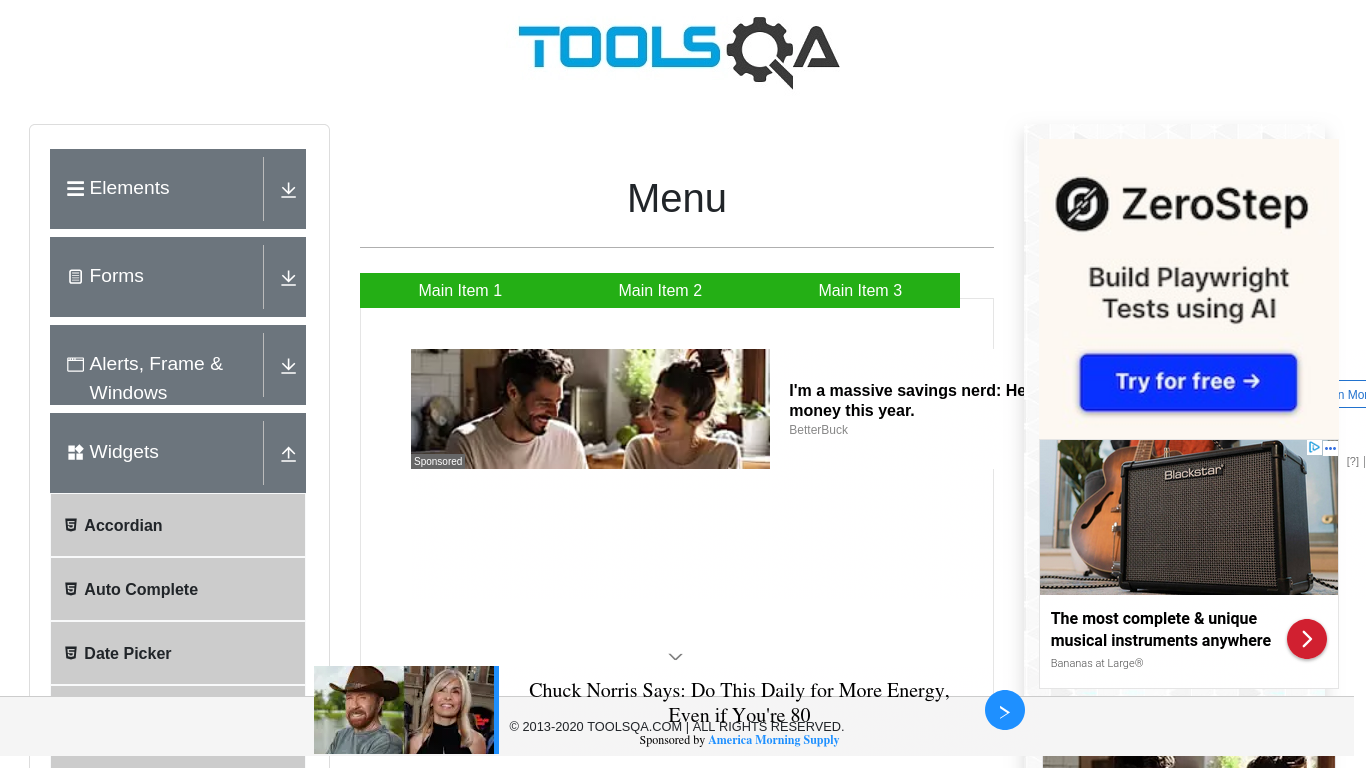 TOOLSQA
Elements
Forms
Alerts, Frame &
Windows
Widgets
Accordian
Auto Complete
Date Picker
Menu
Main Item 1
Main Item 2
Main Item 3
Sponsored
I'm a massive savings nerd: He
money this year.
BetterBuck
ZeroStep
Build Playwright
Tests using AI
Try for free →
n Mor
[?] |
Blackstar
The most complete & unique
musical instruments anywhere
Bananas at Large®
Chuck Norris Says: Do This Daily for More Energy,
Even if You're 80
© 2013-2020 TOOLSQA.COM | ALL RIGHTS RESERVED.
Sponsored by America Morning Supply